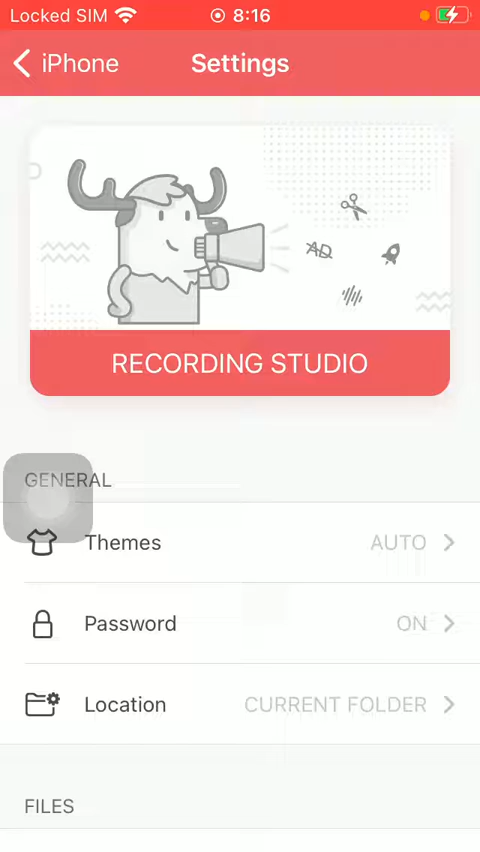 Locked SIM 8:16
iPhone Settings
AD
RECORDING STUDIO
GENERAL
Themes AUTO
Password ON
Location CURRENT FOLDER
FILES